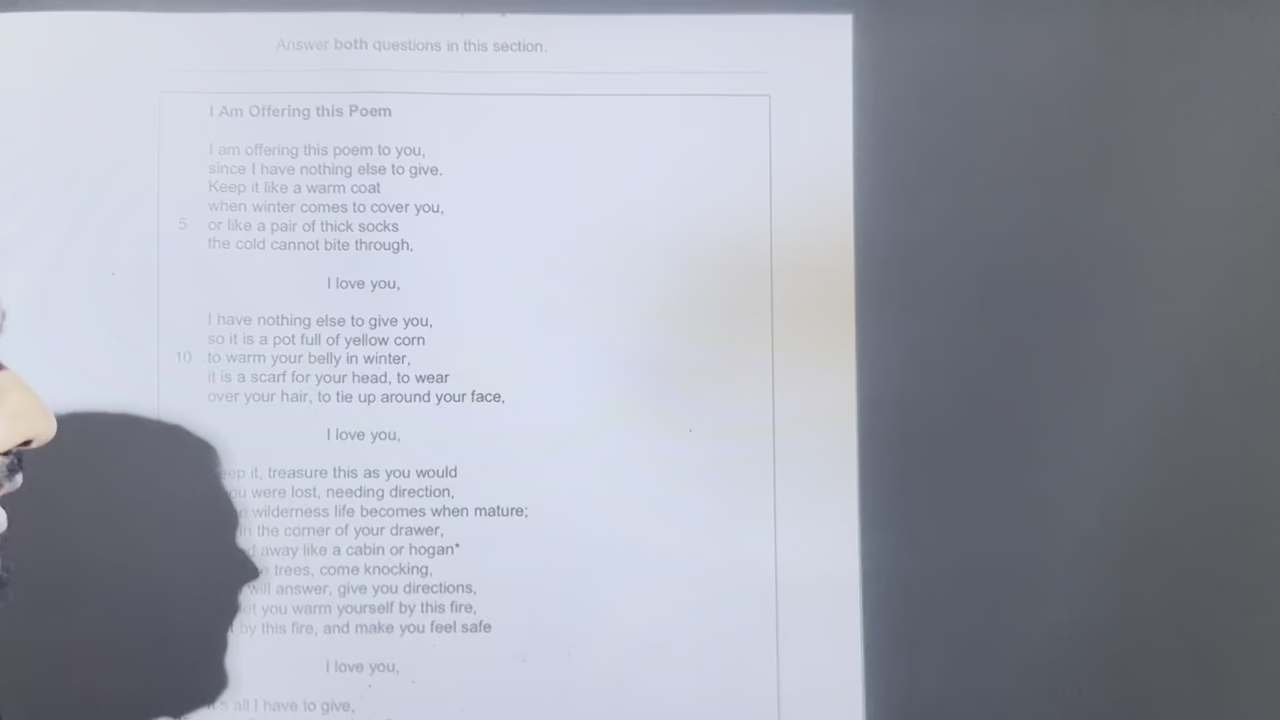 Answer both questions in this section.
I Am Offering this Poem
I am offering this poem to you,
since I have nothing else to give.
Keep it like a warm coat
when winter comes to cover you,
5 or like a pair of thick socks
the cold cannot bite through,
I love you,
I have nothing else to give you,
so it is a pot full of yellow corn
10 to warm your belly in winter,
it is a scarf for your head, to wear
over your hair, to tie up around your face,
I love you,
it, treasure this as you would
were lost, needing direction,
wilderness life becomes when mature;
in the corner of your drawer,
away like a cabin or hogan*
trees, come knocking,
will answer, give you directions,
let you warm yourself by this fire,
by this fire, and make you feel safe
I love you,
all I have to give,